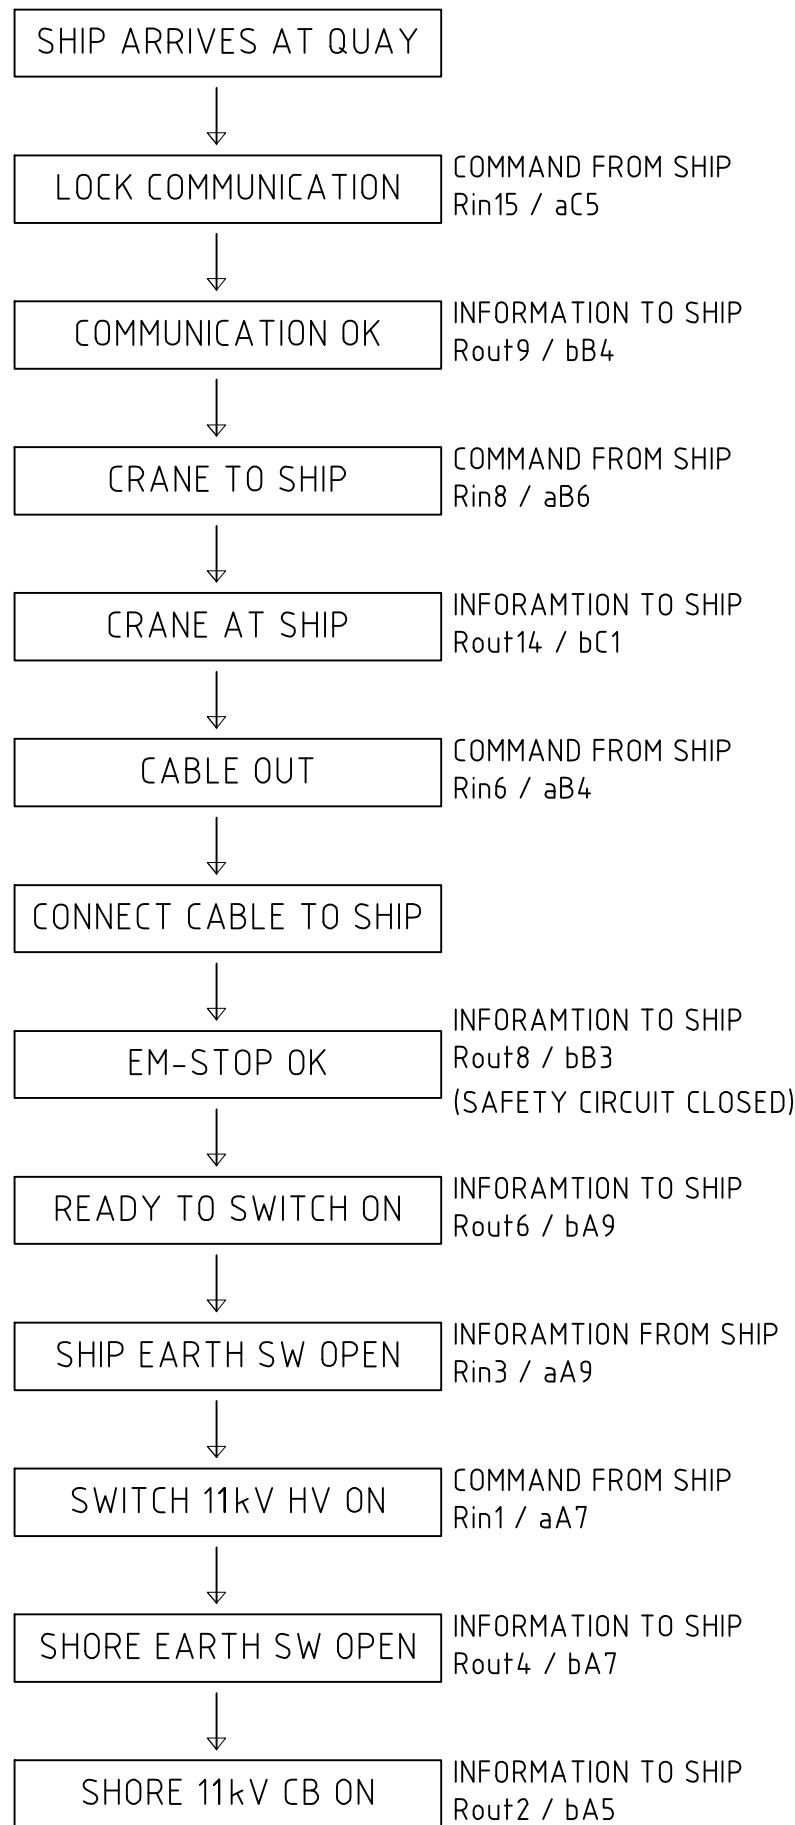 SHIP ARRIVES AT QUAY
LOCK COMMUNICATION
COMMAND FROM SHIP
Rin15 / aC5
COMMUNICATION OK
INFORMATION TO SHIP
Rout9 / bB4
CRANE TO SHIP
COMMAND FROM SHIP
Rin8 / aB6
CRANE AT SHIP
INFORAMTION TO SHIP
Rout14 / bC1
CABLE OUT
COMMAND FROM SHIP
Rin6 / aB4
CONNECT CABLE TO SHIP
EM-STOP OK
INFORAMTION TO SHIP
Rout8 / bB3
(SAFETY CIRCUIT CLOSED)
READY TO SWITCH ON
INFORAMTION TO SHIP
Rout6 / bA9
SHIP EARTH SW OPEN
INFORAMTION FROM SHIP
Rin3 / aA9
SWITCH 11kV HV ON
COMMAND FROM SHIP
Rin1 / aA7
SHORE EARTH SW OPEN
INFORMATION TO SHIP
Rout4 / bA7
SHORE 11kV CB ON
INFORMATION TO SHIP
Rout2 / bA5